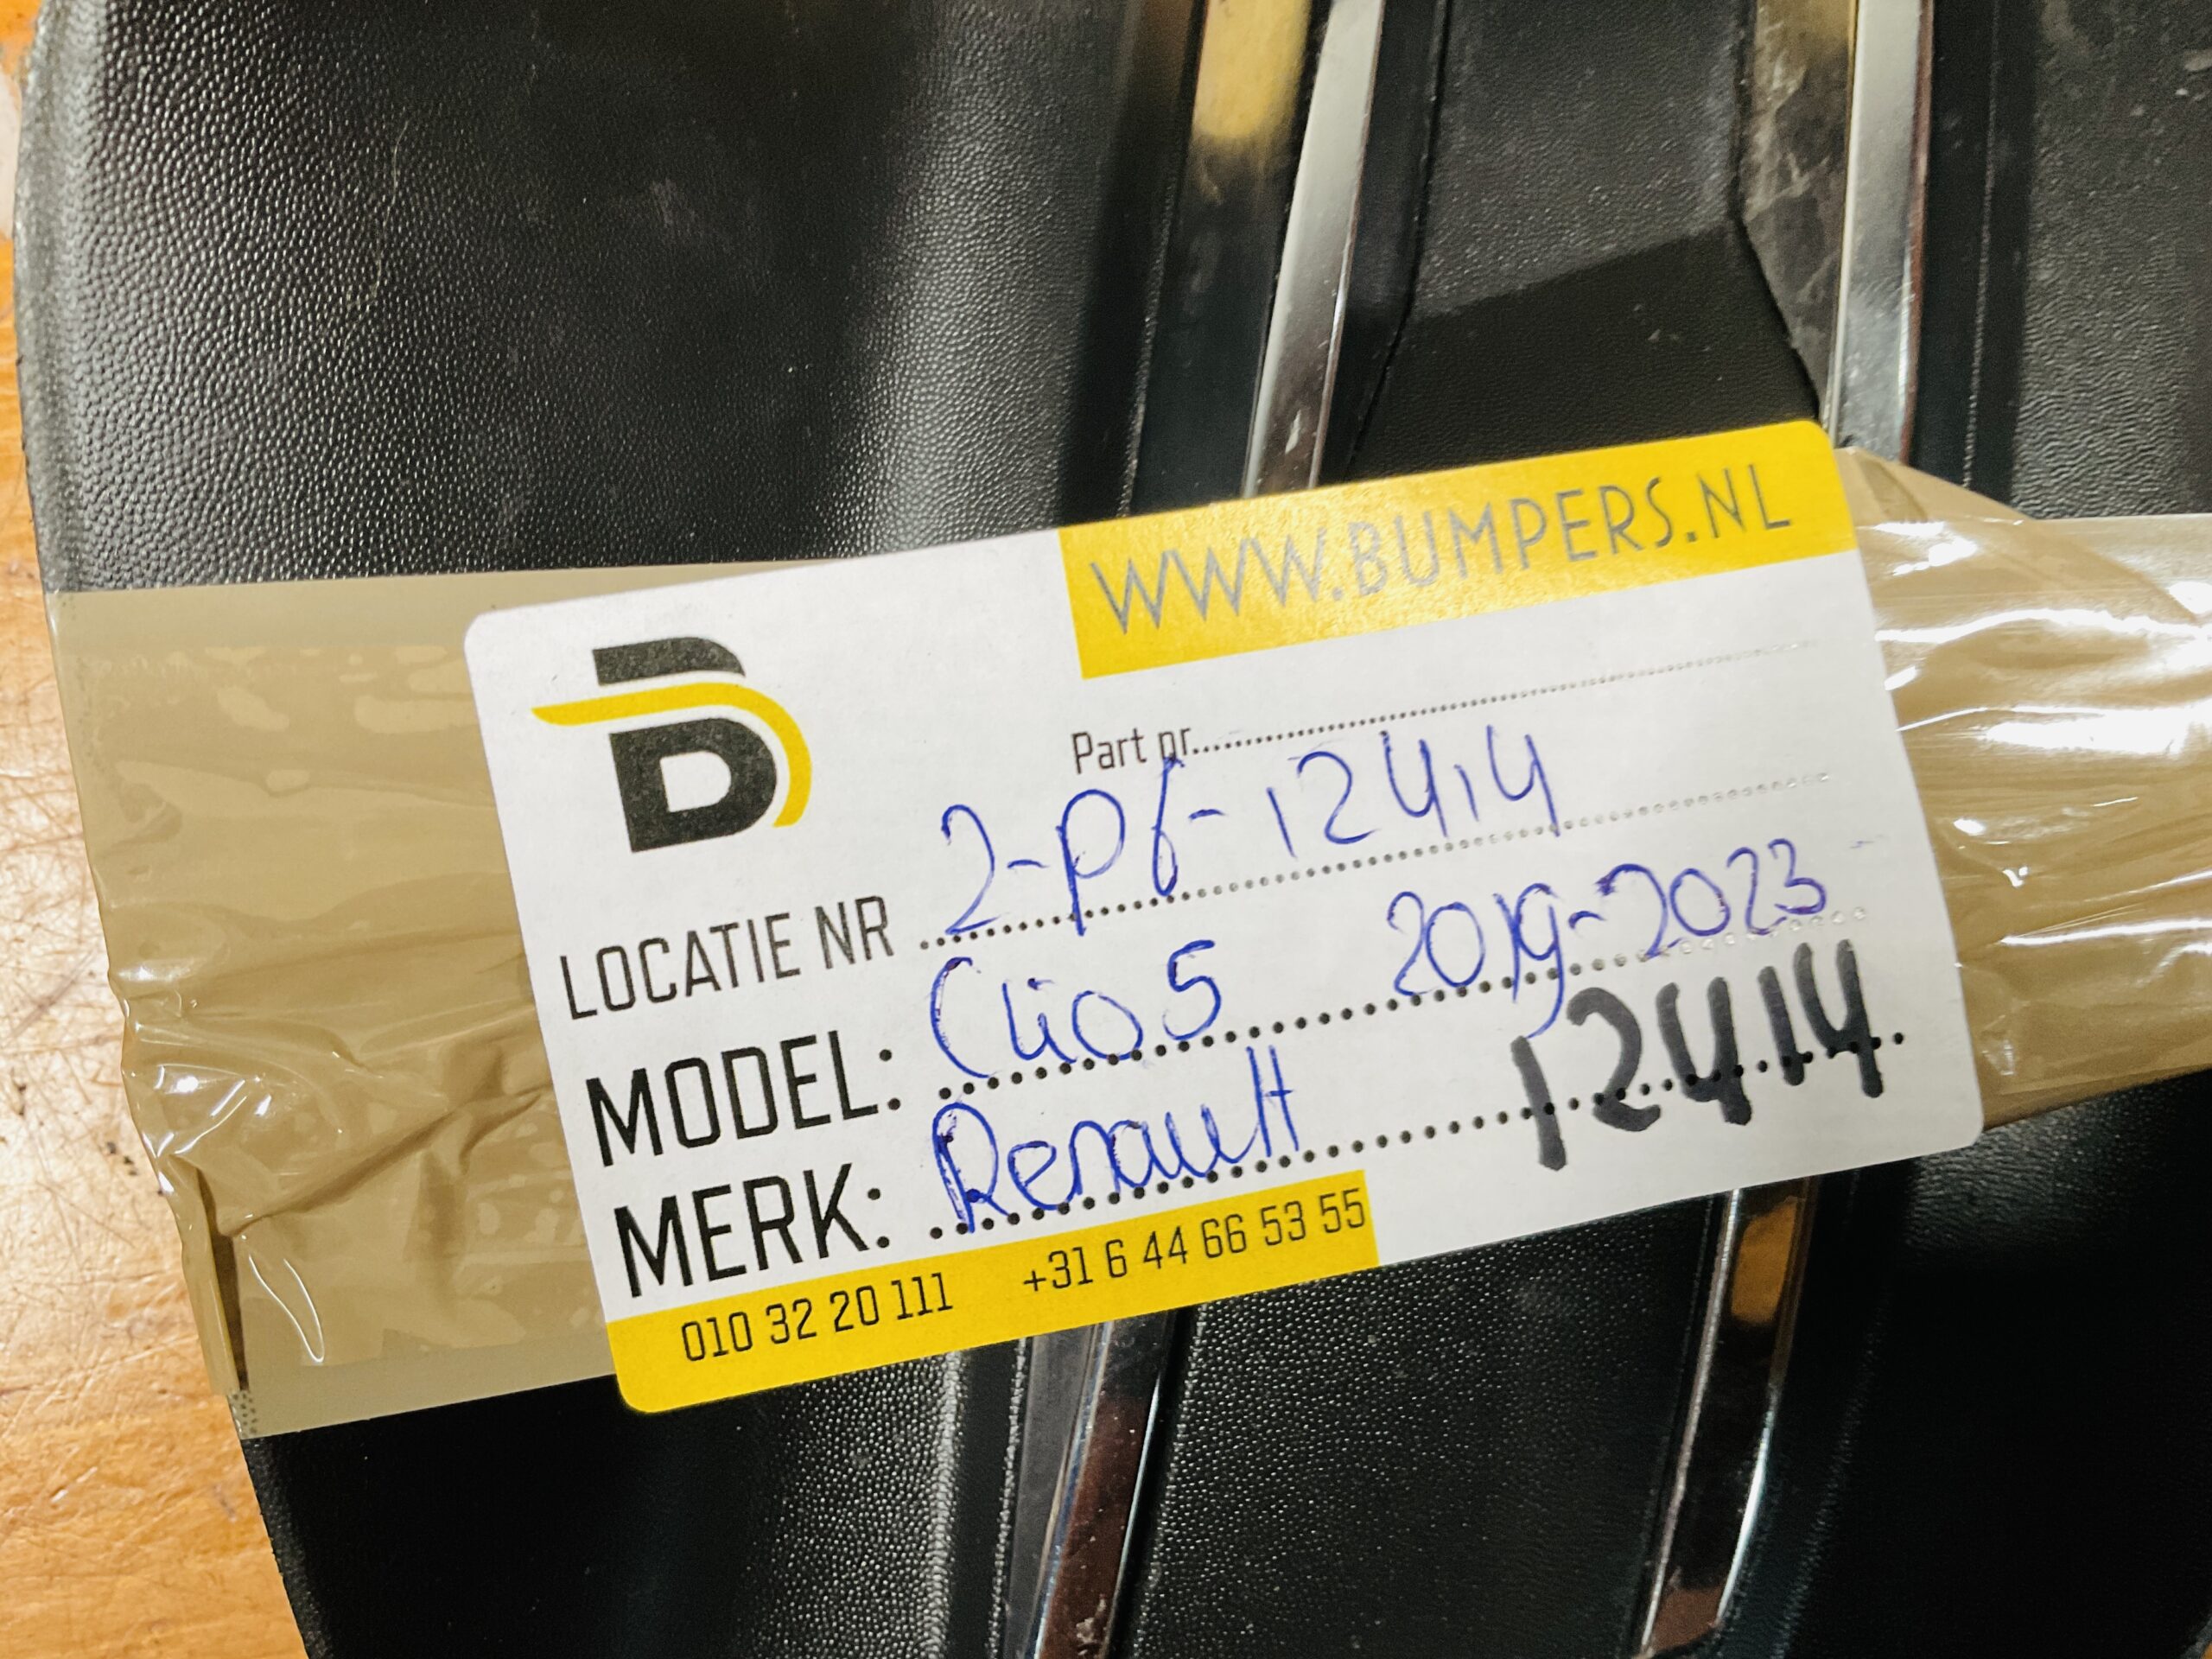 WWW.BUMPERS.NL
B
Part nr..........
LOCATIE NR 2-Pf-12414
MODEL: Clio 5 2019-2023
MERK: Renault 12414
010 32 20 111 +31 6 44 66 53 55